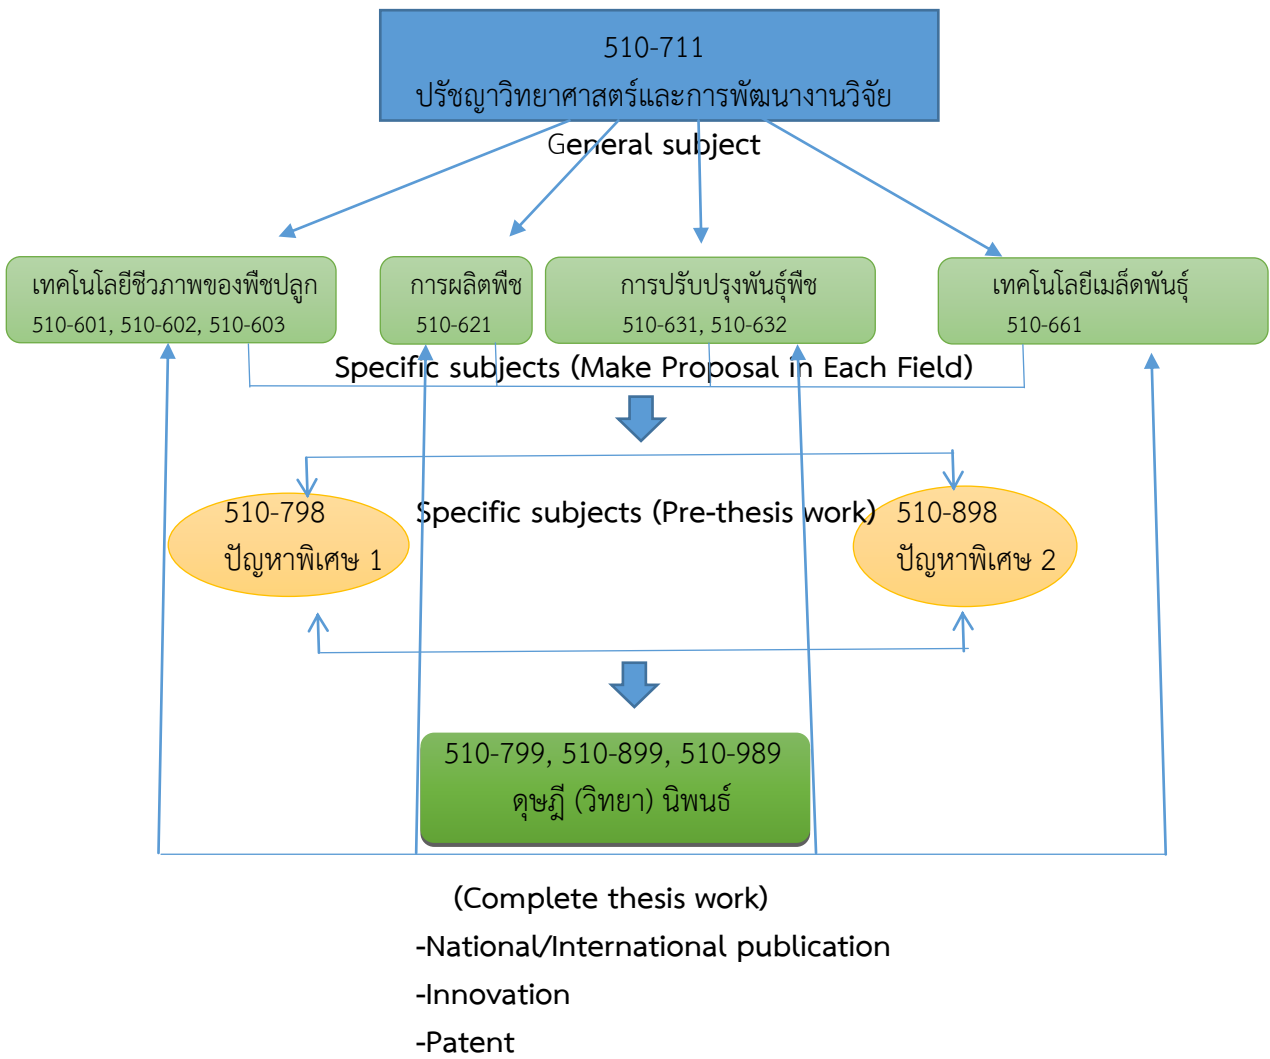 510-711
ปรัชญาวิทยาศาสตร์และการพัฒนางานวิจัย
General subject
เทคโนโลยีชีวภาพของพืชปลูก
510-601, 510-602, 510-603
การผลิตพืช
510-621
การปรับปรุงพันธุ์พืช
510-631, 510-632
เทคโนโลยีเมล็ดพันธุ์
510-661
Specific subjects (Make Proposal in Each Field)
510-798
ปัญหาพิเศษ 1
Specific subjects (Pre-thesis work)
510-898
ปัญหาพิเศษ 2
510-799, 510-899, 510-989
ดุษฎี (วิทยา) นิพนธ์
(Complete thesis work)
-National/International publication
-Innovation
-Patent